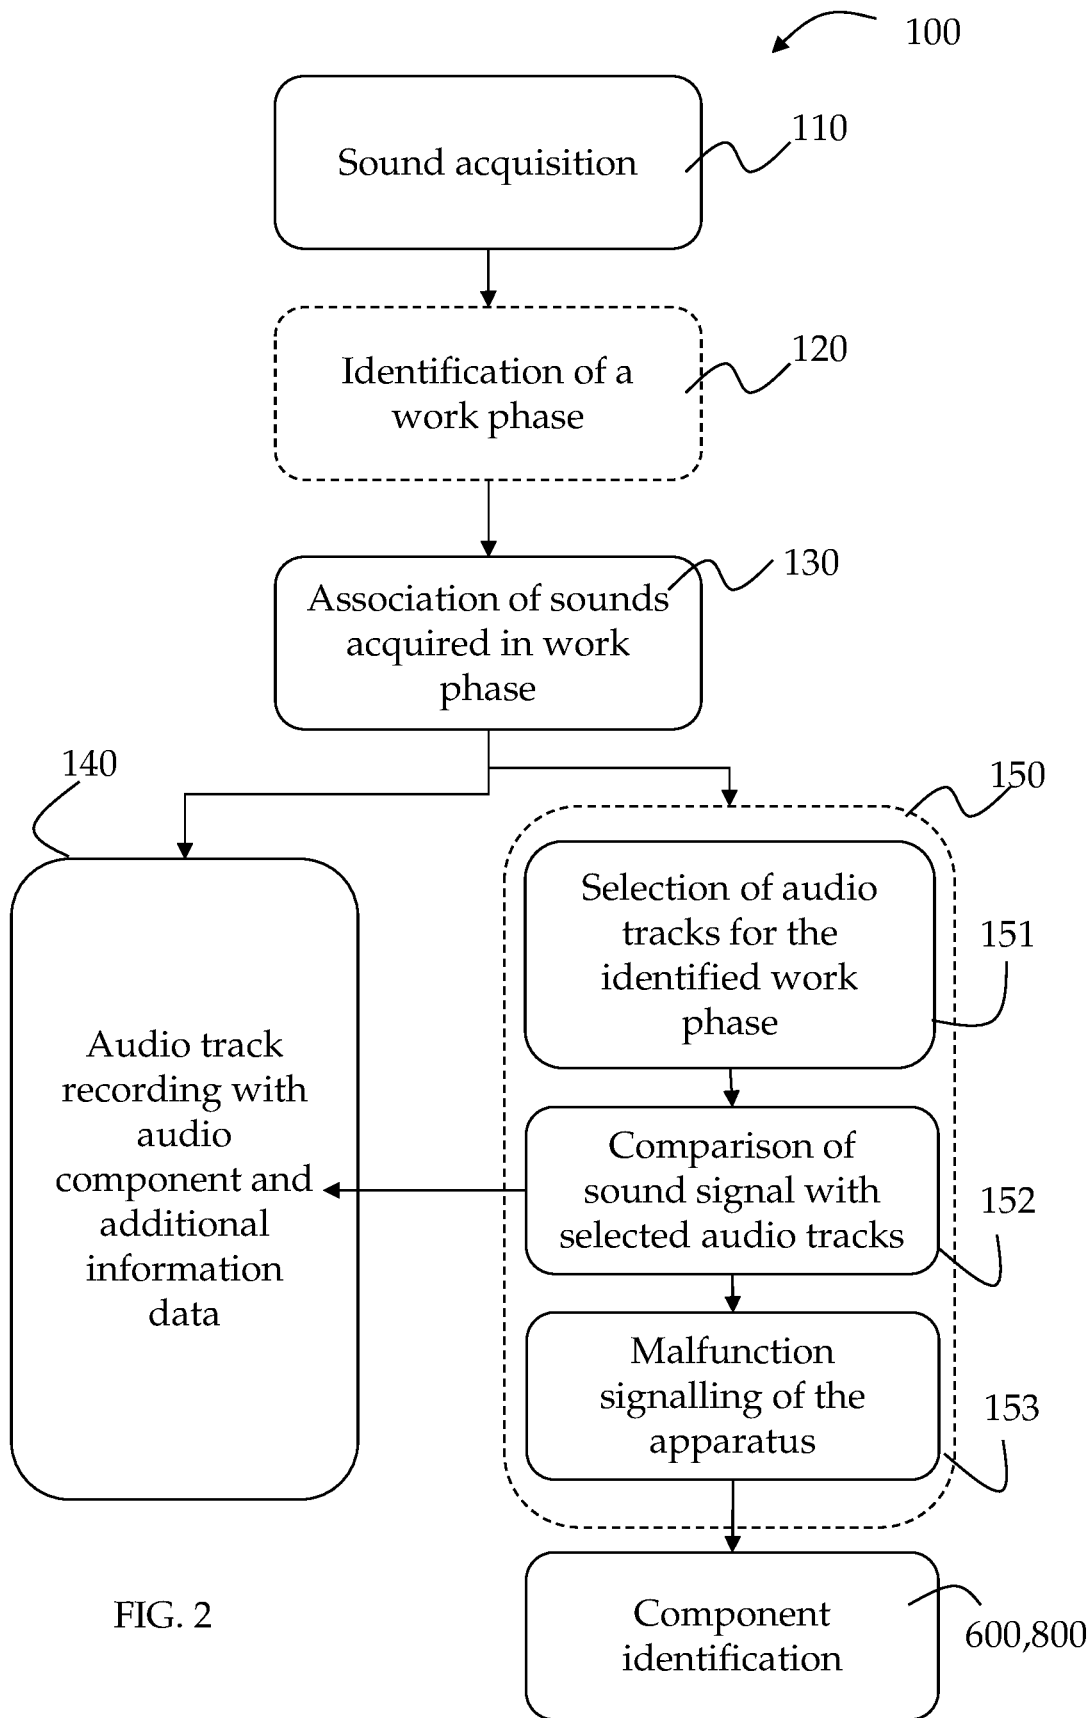 100
110
Sound acquisition
120
Identification of a
work phase
130
Association of sounds
acquired in work
phase
140
150
Selection of audio
tracks for the
identified work
phase
151
Audio track
recording with
audio
component and
additional
information
data
Comparison of
sound signal with
selected audio tracks
152
Malfunction
signalling of the
apparatus
153
FIG. 2
Component
identification
600,800